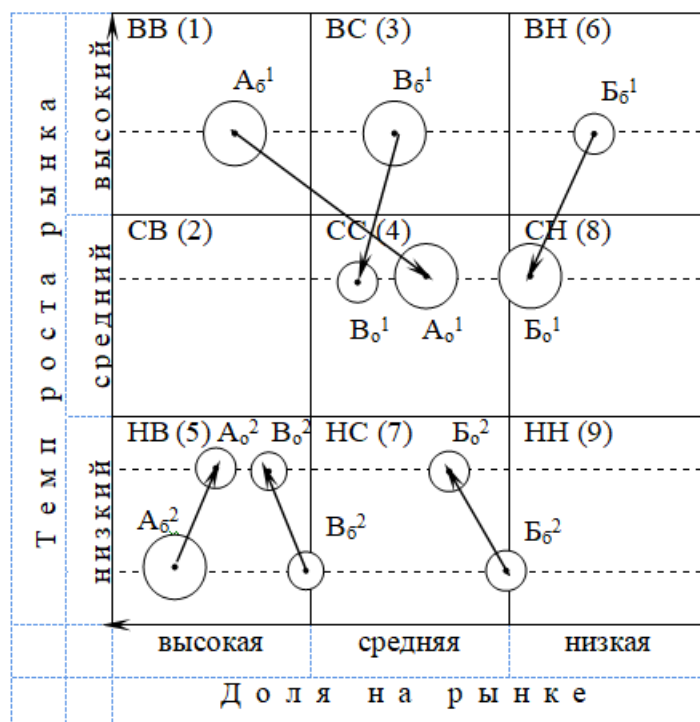 Темп роста рынка
высокий
средний
низкий
ВВ (1) ВС (3) ВН (6)
Аб1 Вб1 Бб1
СВ (2) СС (4) СН (8)
Во1 Ао1 Бо1
НВ (5) Ао2 Во2 НС (7) Бо2 НН (9)
Аб2 Вб2 Бб2
высокая средняя низкая
Доля на рынке